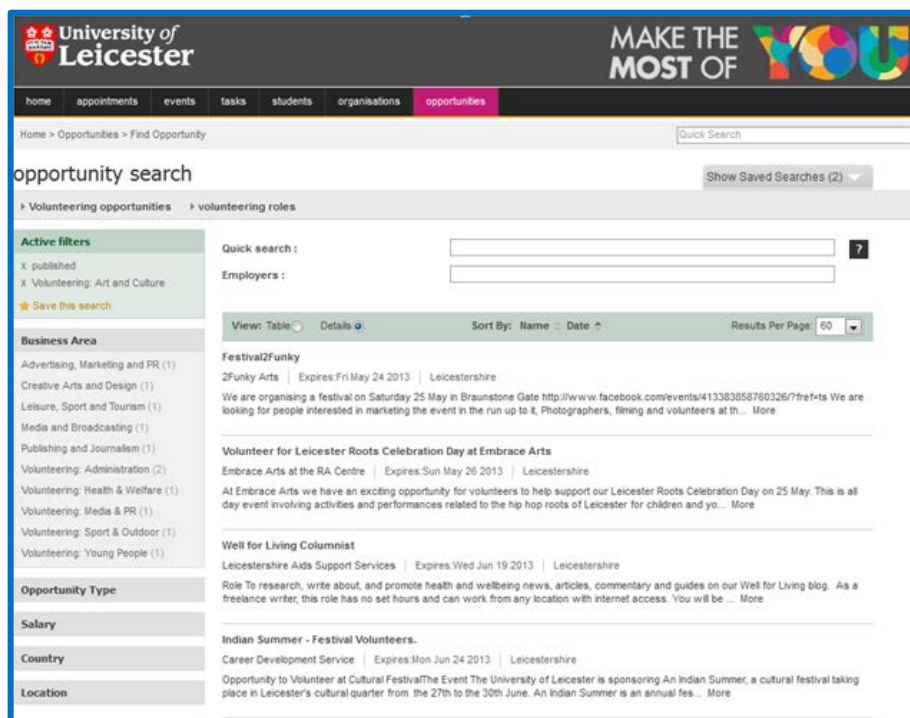 University of
Leicester
MAKE THE
MOST OF YOU
home appointments events tasks students organisations opportunities
Home > Opportunities > Find Opportunity
Quick Search
opportunity search
Show Saved Searches (2)
Volunteering opportunities volunteering roles
Active filters
X published
X Volunteering: Art and Culture
Save this search
Business Area
Advertising, Marketing and PR (1)
Creative Arts and Design (1)
Leisure, Sport and Tourism (1)
Media and Broadcasting (1)
Publishing and Journalism (1)
Volunteering: Administration (2)
Volunteering: Health & Welfare (1)
Volunteering: Media & PR (1)
Volunteering: Sport & Outdoor (1)
Volunteering: Young People (1)
Opportunity Type
Salary
Country
Location
Quick search :
?
Employers :
View: Table Details Sort By: Name Date Results Per Page: 60
Festival2Funky
2Funky Arts | Expires:Fri May 24 2013 | Leicestershire
We are organising a festival on Saturday 25 May in Braunstone Gate http://www.facebook.com/events/413383858760326/?fref=ts We are
looking for people interested in marketing the event in the run up to it, Photographers, filming and volunteers at th... More
Volunteer for Leicester Roots Celebration Day at Embrace Arts
Embrace Arts at the RA Centre | Expires:Sun May 26 2013 | Leicestershire
At Embrace Arts we have an exciting opportunity for volunteers to help support our Leicester Roots Celebration Day on 25 May. This is all
day event involving activities and performances related to the hip hop roots of Leicester for children and yo... More
Well for Living Columnist
Leicestershire Aids Support Services | Expires:Wed Jun 19 2013 | Leicestershire
Role To research, write about, and promote health and wellbeing news, articles, commentary and guides on our Well for Living blog. As a
freelance writer, this role has no set hours and can work from any location with internet access. You will be ... More
Indian Summer - Festival Volunteers.
Career Development Service | Expires:Mon Jun 24 2013 | Leicestershire
Opportunity to Volunteer at Cultural FestivalThe Event The University of Leicester is sponsoring An Indian Summer, a cultural festival taking
place in Leicester's cultural quarter from the 27th to the 30th June. An Indian Summer is an annual fes... More